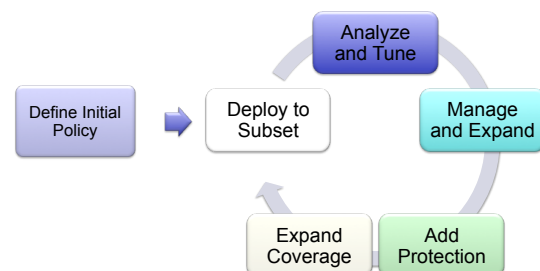 Define Initial
Policy
Deploy to
Subset
Analyze
and Tune
Manage
and Expand
Add
Protection
Expand
Coverage